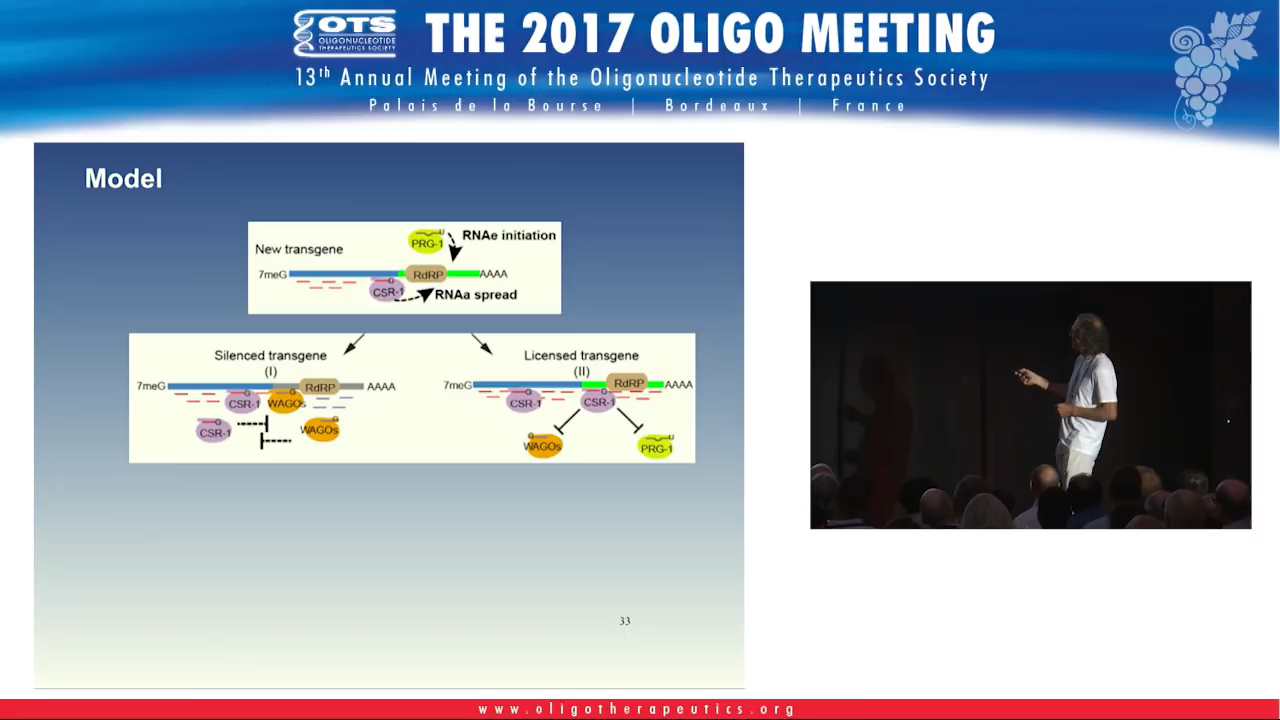 OTS
OLIGONUCLEOTIDE
THERAPEUTICS SOCIETY
THE 2017 OLIGO MEETING
13th Annual Meeting of the Oligonucleotide Therapeutics Society
Palais de la Bourse | Bordeaux | France
Model
New transgene
PRG-1
U
RNAe initiation
7meG
RdRP
AAAA
G
CSR-1
RNAa spread
Silenced transgene
(I)
7meG
RdRP
AAAA
G
CSR-1
G
WAGOs
G
CSR-1
G
WAGOs
Licensed transgene
(II)
7meG
RdRP
AAAA
G
CSR-1
G
CSR-1
G
WAGOs
U
PRG-1
33
www.oligotherapeutics.org